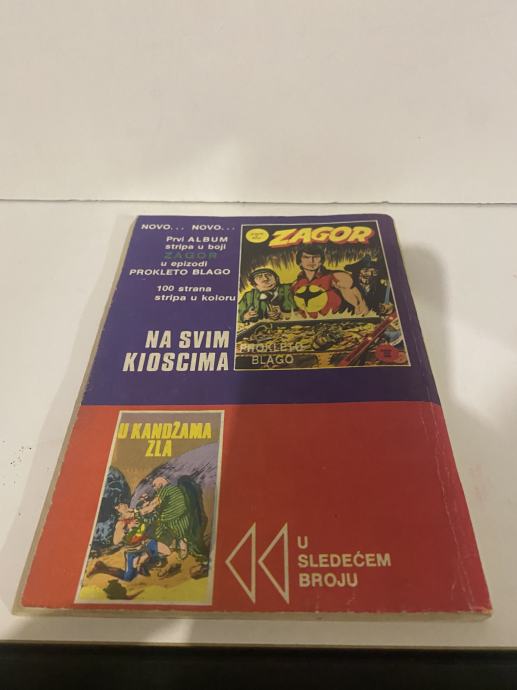 NOVO... NOVO...
Prvi ALBUM
stripa u boji
ZAGOR
u epizodi
PROKLETO BLAGO
100 strana
stripa u koloru
NA SVIM
KIOSCIMA
ZAGOR
PROKLETO
BLAGO
U KANDŽAMA
ZLA
U
SLEDEĆEM
BROJU